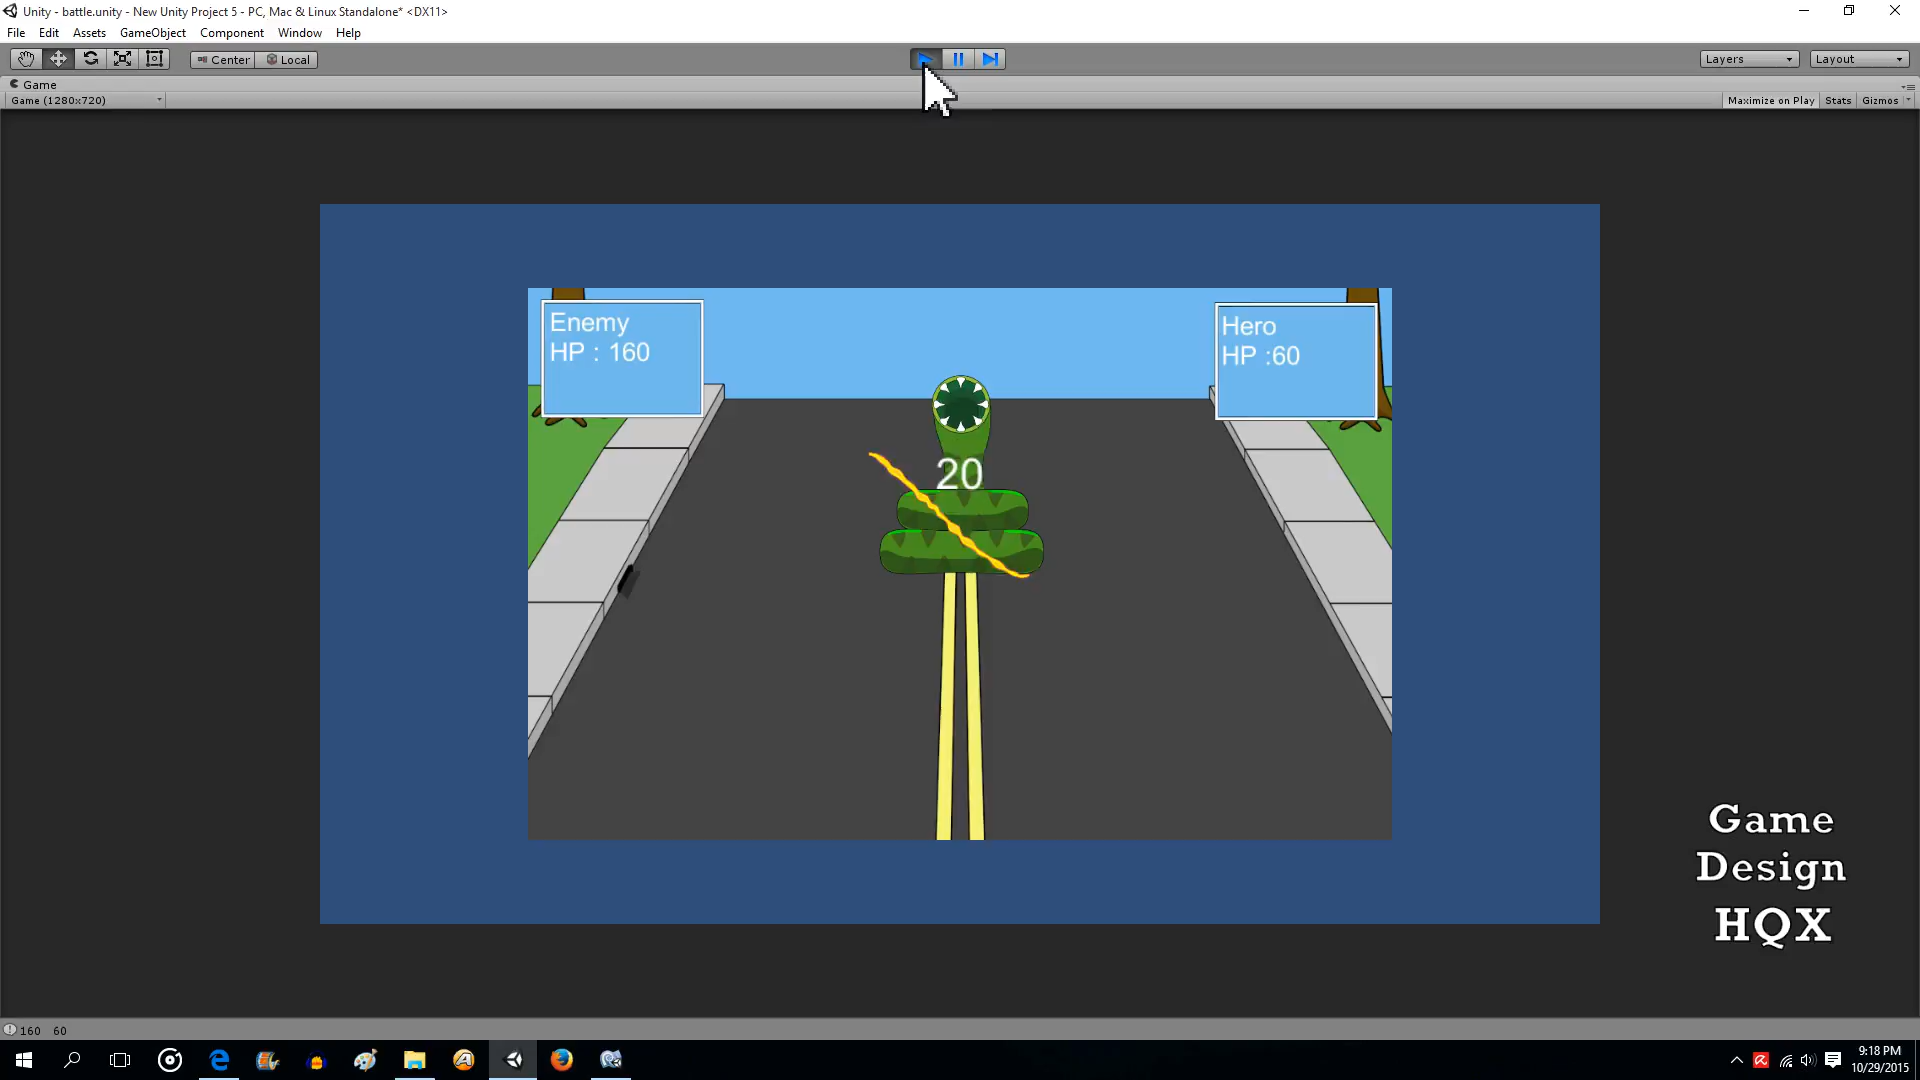 Unity - battle.unity - New Unity Project 5 - PC, Mac & Linux Standalone* <DX11>
File Edit Assets GameObject Component Window Help
Center Local Layers Layout
Game
Game (1280x720) Maximize on Play Stats Gizmos
Enemy
HP : 160
Hero
HP :60
20
Game
Design
HQX
160 60
9:18 PM
10/29/2015